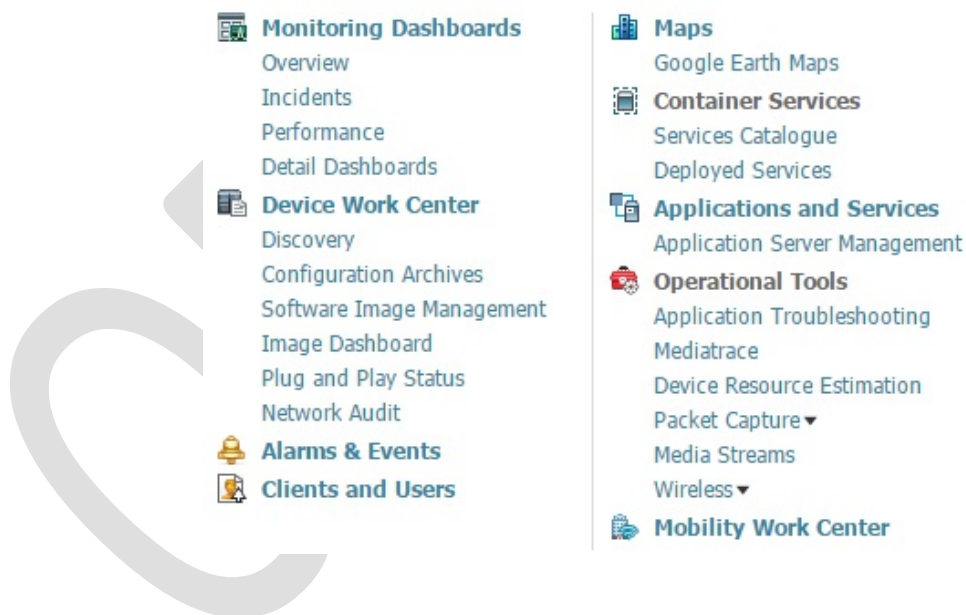 Monitoring Dashboards
Overview
Incidents
Performance
Detail Dashboards
Device Work Center
Discovery
Configuration Archives
Software Image Management
Image Dashboard
Plug and Play Status
Network Audit
Alarms & Events
Clients and Users
Maps
Google Earth Maps
Container Services
Services Catalogue
Deployed Services
Applications and Services
Application Server Management
Operational Tools
Application Troubleshooting
Mediatrace
Device Resource Estimation
Packet Capture
Media Streams
Wireless
Mobility Work Center